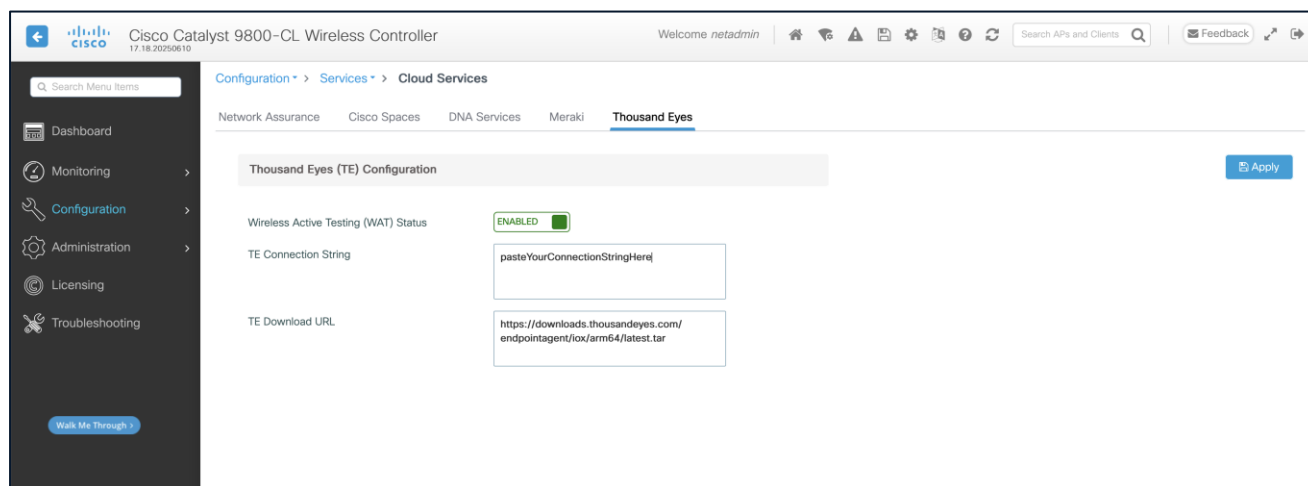 CISCO
Cisco Catalyst 9800-CL Wireless Controller
17.18.20250610
Welcome netadmin
Search APs and Clients
Feedback
Search Menu Items
Dashboard
Monitoring
Configuration
Administration
Licensing
Troubleshooting
Walk Me Through >
Configuration > Services > Cloud Services
Network Assurance Cisco Spaces DNA Services Meraki Thousand Eyes
Thousand Eyes (TE) Configuration
Apply
Wireless Active Testing (WAT) Status
ENABLED
TE Connection String
pasteYourConnectionStringHere
TE Download URL
https://downloads.thousandeyes.com/
endpointagent/iox/arm64/latest.tar